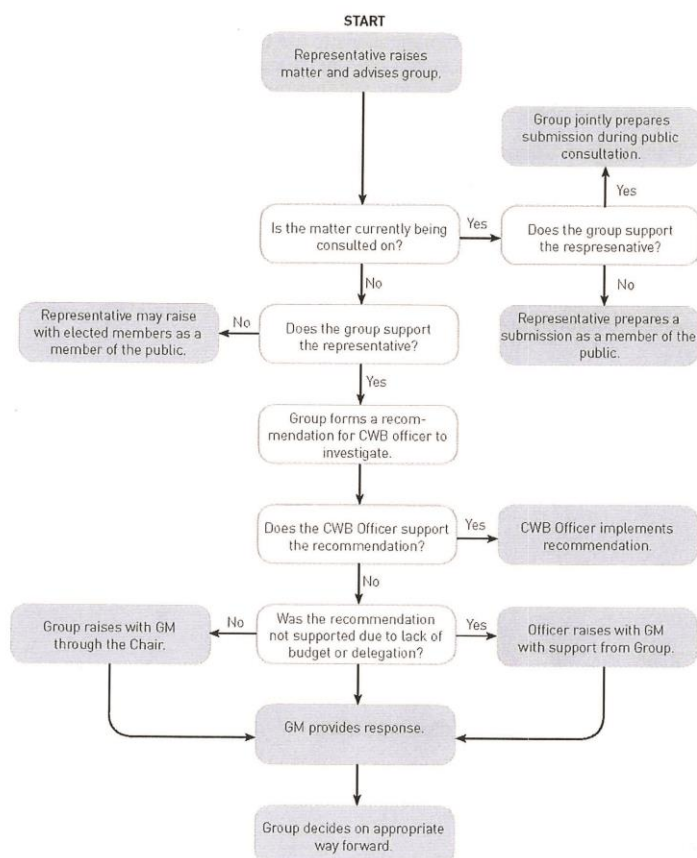 START
Representative raises
matter and advises group.
Group jointly prepares
submission during public
consultation.
Yes
Is the matter currently being
consulted on?
Yes
Does the group support
the respresenative?
No
No
Representative may raise
with elected members as a
member of the public.
No
Does the group support
the representative?
Representative prepares a
submission as a member of the
public.
Yes
Group forms a recom-
mendation for CWB officer to
investigate.
Does the CWB Officer support
the recommendation?
Yes
CWB Officer implements
recommendation.
No
Group raises with GM
through the Chair.
No
Was the recommendation
not supported due to lack of
budget or delegation?
Yes
Officer raises with GM
with support from Group.
GM provides response.
Group decides on appropriate
way forward.